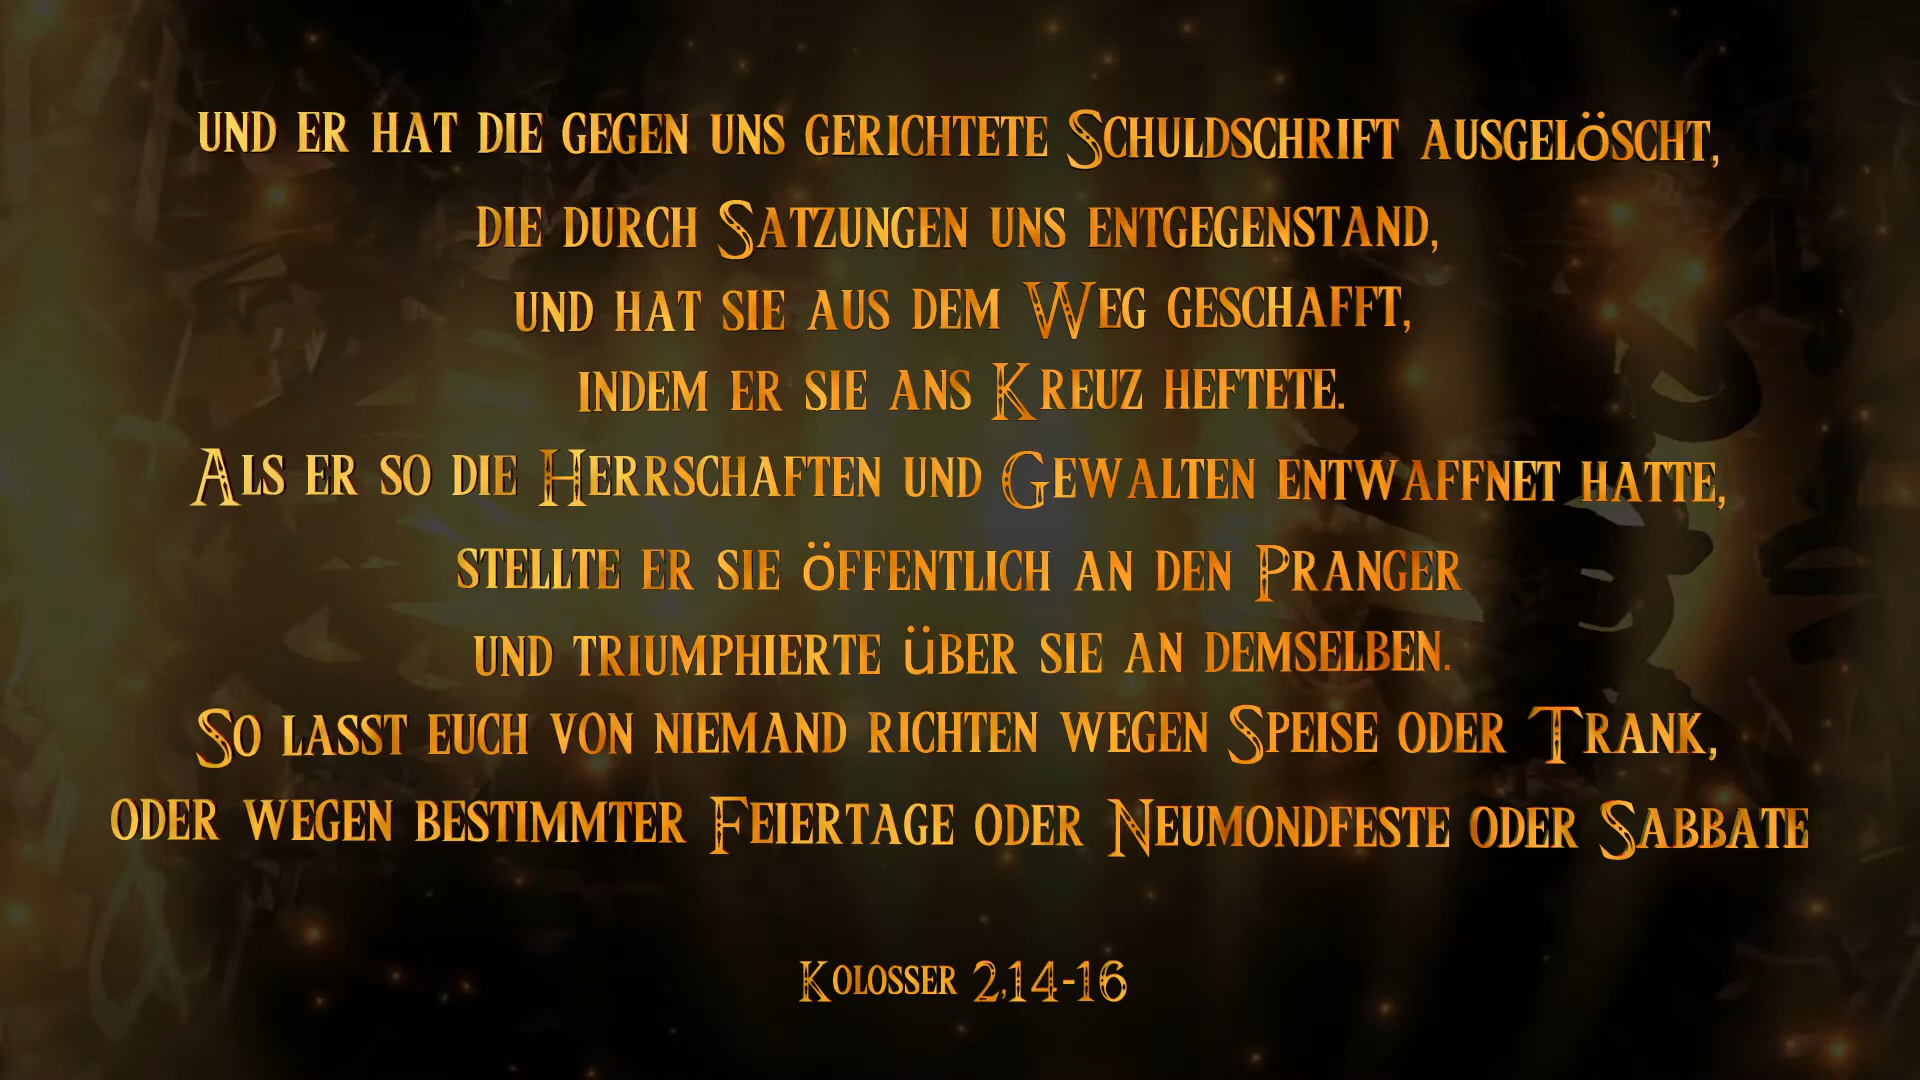 und er hat die gegen uns gerichtete Schuldschrift ausgelöscht,
die durch Satzungen uns entgegenstand,
und hat sie aus dem Weg geschafft,
indem er sie ans Kreuz heftete.
Als er so die Herrschaften und Gewalten entwaffnet hatte,
stellte er sie öffentlich an den Pranger
und triumphierte über sie an demselben.
So lasst euch von niemand richten wegen Speise oder Trank,
oder wegen bestimmter Feiertage oder Neumondfeste oder Sabbate
Kolosser 2,14-16